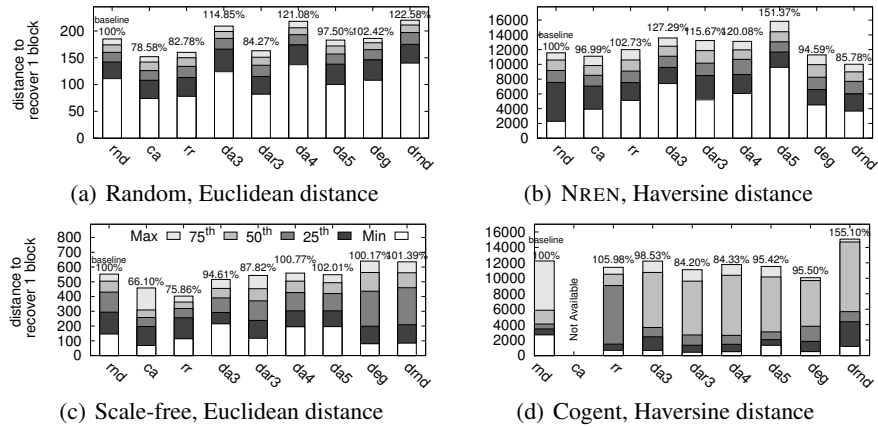 distance to
recover 1 block
200
150
100
50
0
baseline
100%
78.58%
82.78%
114.85%
84.27%
121.08%
97.50%
102.42%
122.58%
rnd
ca
rr
da3
dar3
da4
da5
deg
drnd
(a) Random, Euclidean distance
16000
14000
12000
10000
8000
6000
4000
2000
0
baseline
100%
96.99%
102.73%
127.29%
115.67%
120.08%
151.37%
94.59%
85.78%
rnd
ca
rr
da3
dar3
da4
da5
deg
drnd
(b) NREN, Haversine distance
distance to
recover 1 block
800
700
600
500
400
300
200
100
0
Max 75th 50th 25th Min
baseline
100%
66.10%
75.86%
94.61%
87.82%
100.77%
102.01%
100.17%
101.39%
rnd
ca
rr
da3
dar3
da4
da5
deg
drnd
(c) Scale-free, Euclidean distance
16000
14000
12000
10000
8000
6000
4000
2000
0
baseline
100%
Not Available
105.98%
98.53%
84.20%
84.33%
95.42%
95.50%
155.10%
rnd
ca
rr
da3
dar3
da4
da5
deg
drnd
(d) Cogent, Haversine distance